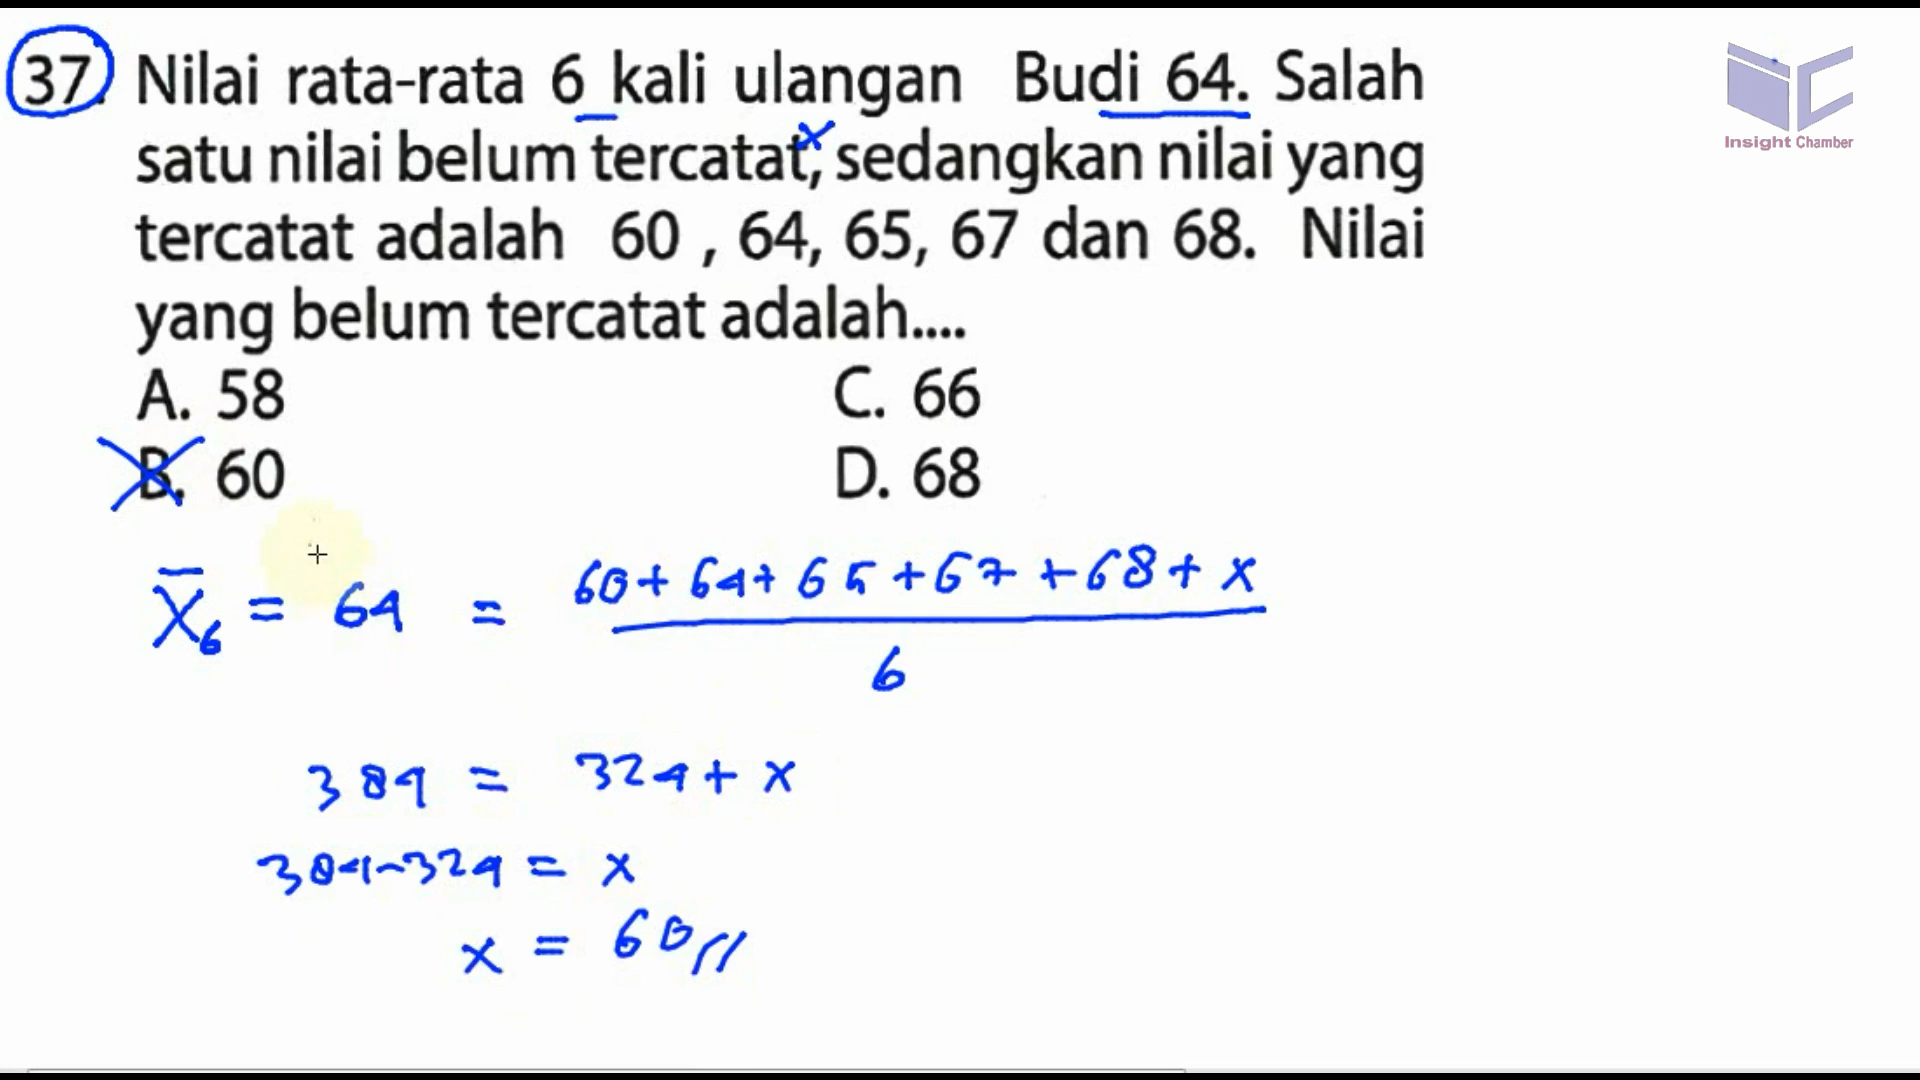 37. Nilai rata-rata 6 kali ulangan Budi 64. Salah
satu nilai belum tercatat, x sedangkan nilai yang
tercatat adalah 60 , 64, 65, 67 dan 68. Nilai
yang belum tercatat adalah....
A. 58 C. 66
B. 60 D. 68
X̄₆ = 64 = 60 + 64 + 65 + 67 + 68 + x
6
384 = 324 + x
384 - 324 = x
x = 60 //
Insight Chamber